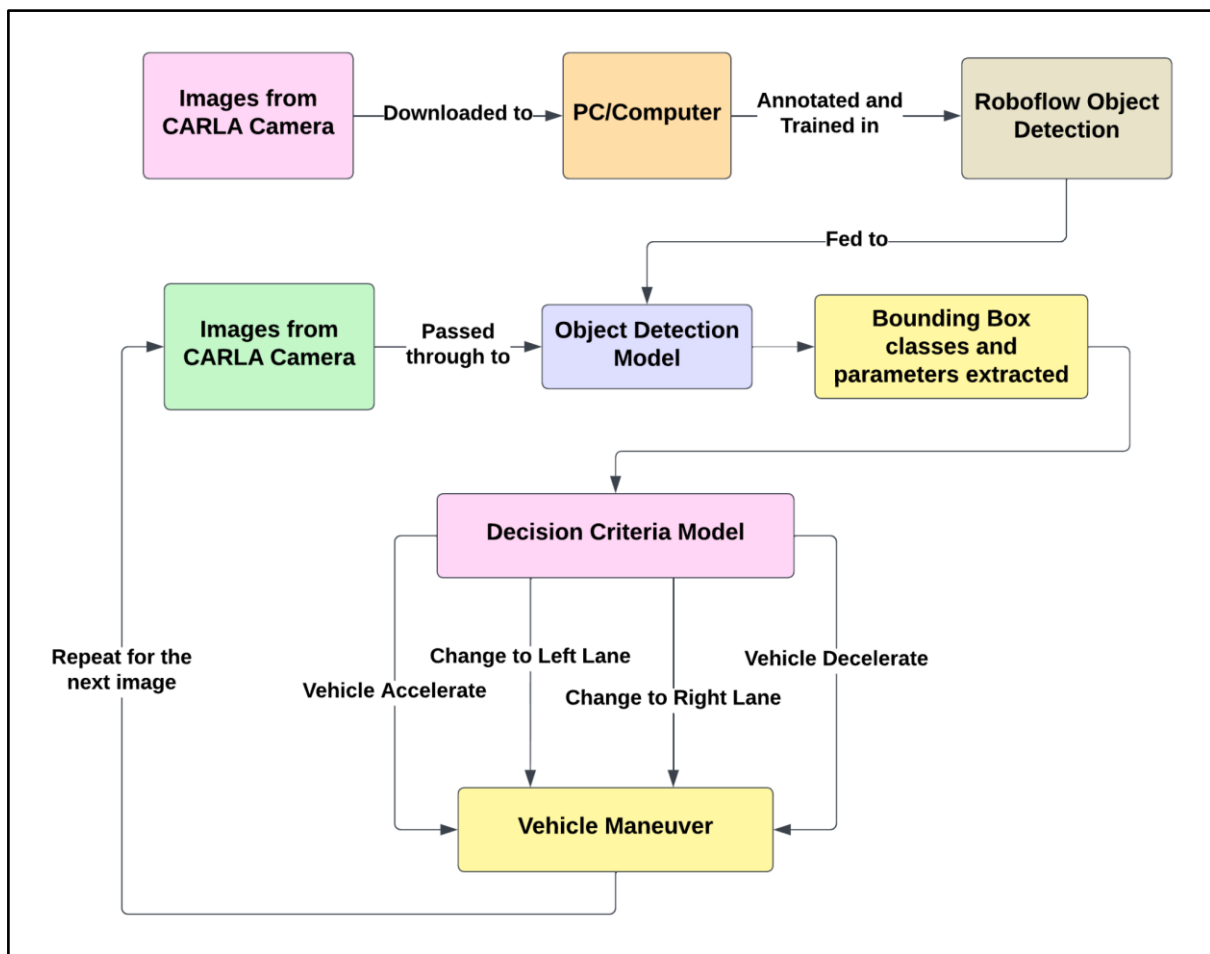 Images from
CARLA Camera
Downloaded to
PC/Computer
Annotated and
Trained in
Roboflow Object
Detection
Fed to
Images from
CARLA Camera
Passed
through to
Object Detection
Model
Bounding Box
classes and
parameters extracted
Decision Criteria Model
Repeat for the
next image
Vehicle Accelerate
Change to Left Lane
Change to Right Lane
Vehicle Decelerate
Vehicle Maneuver